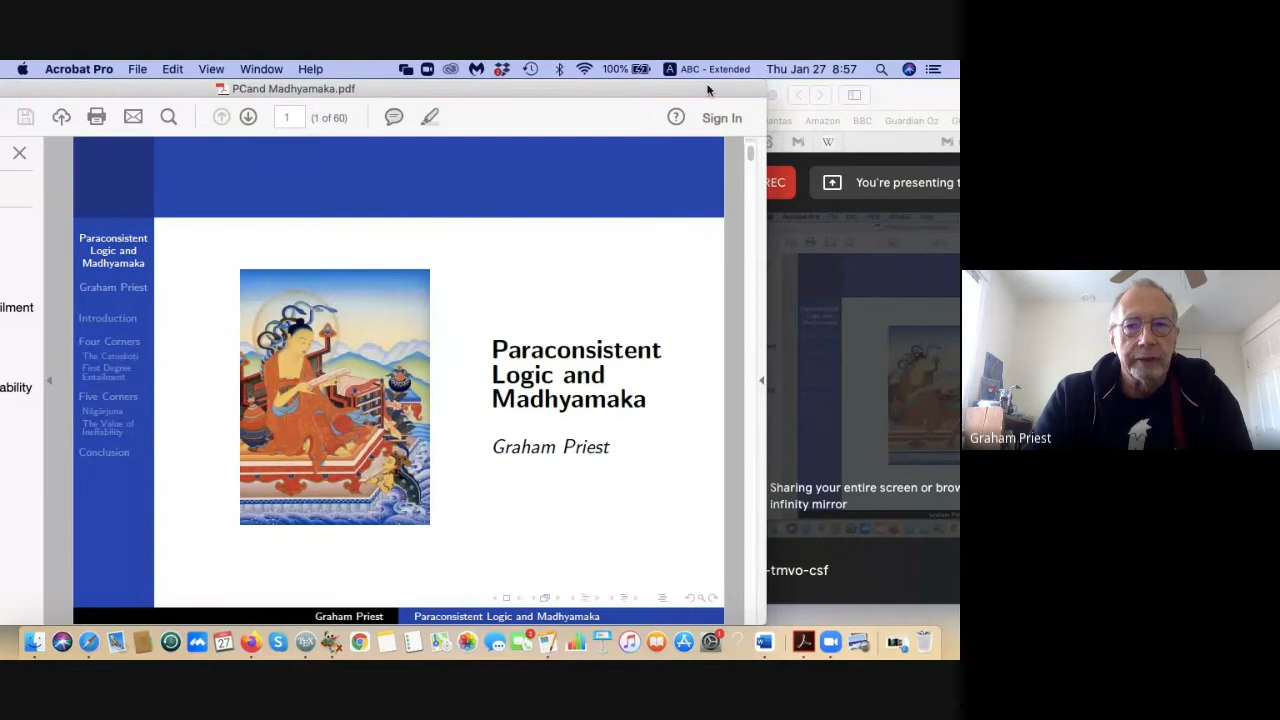 Acrobat Pro File Edit View Window Help 100% A ABC - Extended Thu Jan 27 8:57
PCand Madhyamaka.pdf
1 (1 of 60) Sign In
Amazon BBC Guardian Oz
W
REC
You're presenting t
Paraconsistent
Logic and
Madhyamaka
Graham Priest
Introduction
Four Corners
The Catuṣkoṭi
First Degree
Entailment
Five Corners
Nāgārjuna
The Value of
Ineffability
Conclusion
ilment
ability
Paraconsistent
Logic and
Madhyamaka
Graham Priest
Graham Priest Paraconsistent Logic and Madhyamaka
Sharing your entire screen or brow
infinity mirror
-tmvo-csf
27
Graham Priest